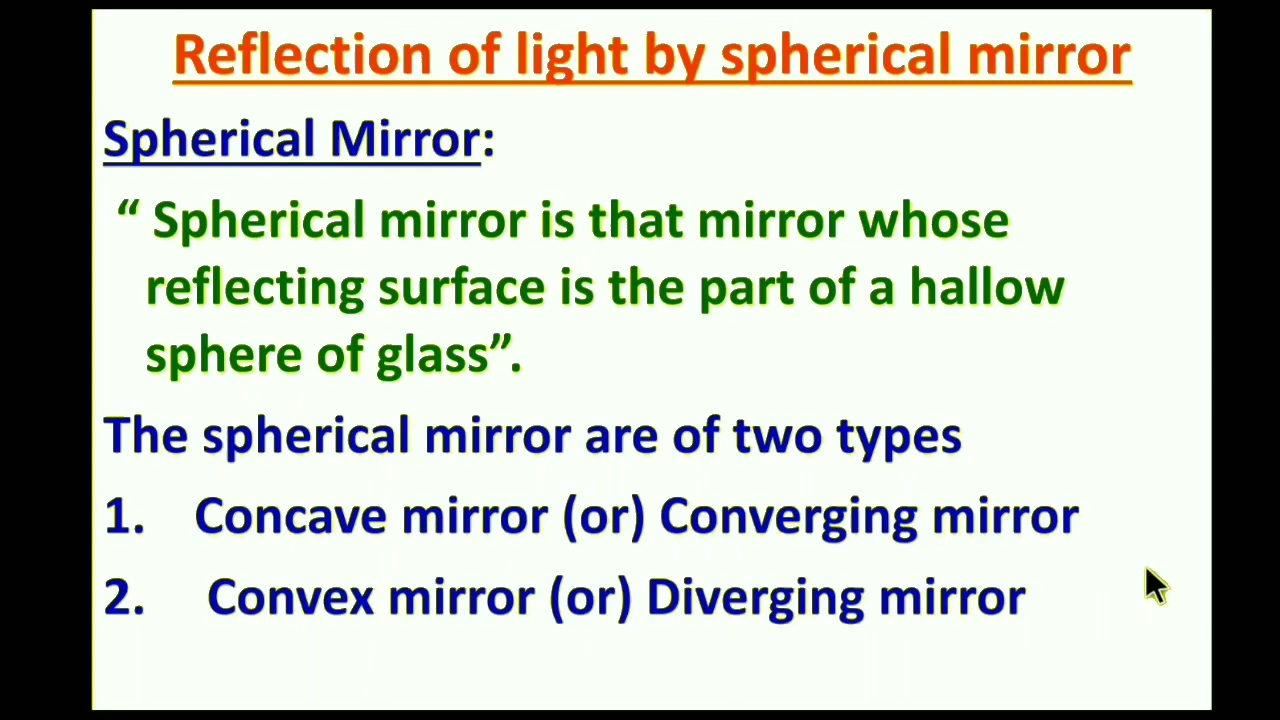 Reflection of light by spherical mirror
Spherical Mirror:
“ Spherical mirror is that mirror whose
reflecting surface is the part of a hallow
sphere of glass”.
The spherical mirror are of two types
1. Concave mirror (or) Converging mirror
2. Convex mirror (or) Diverging mirror